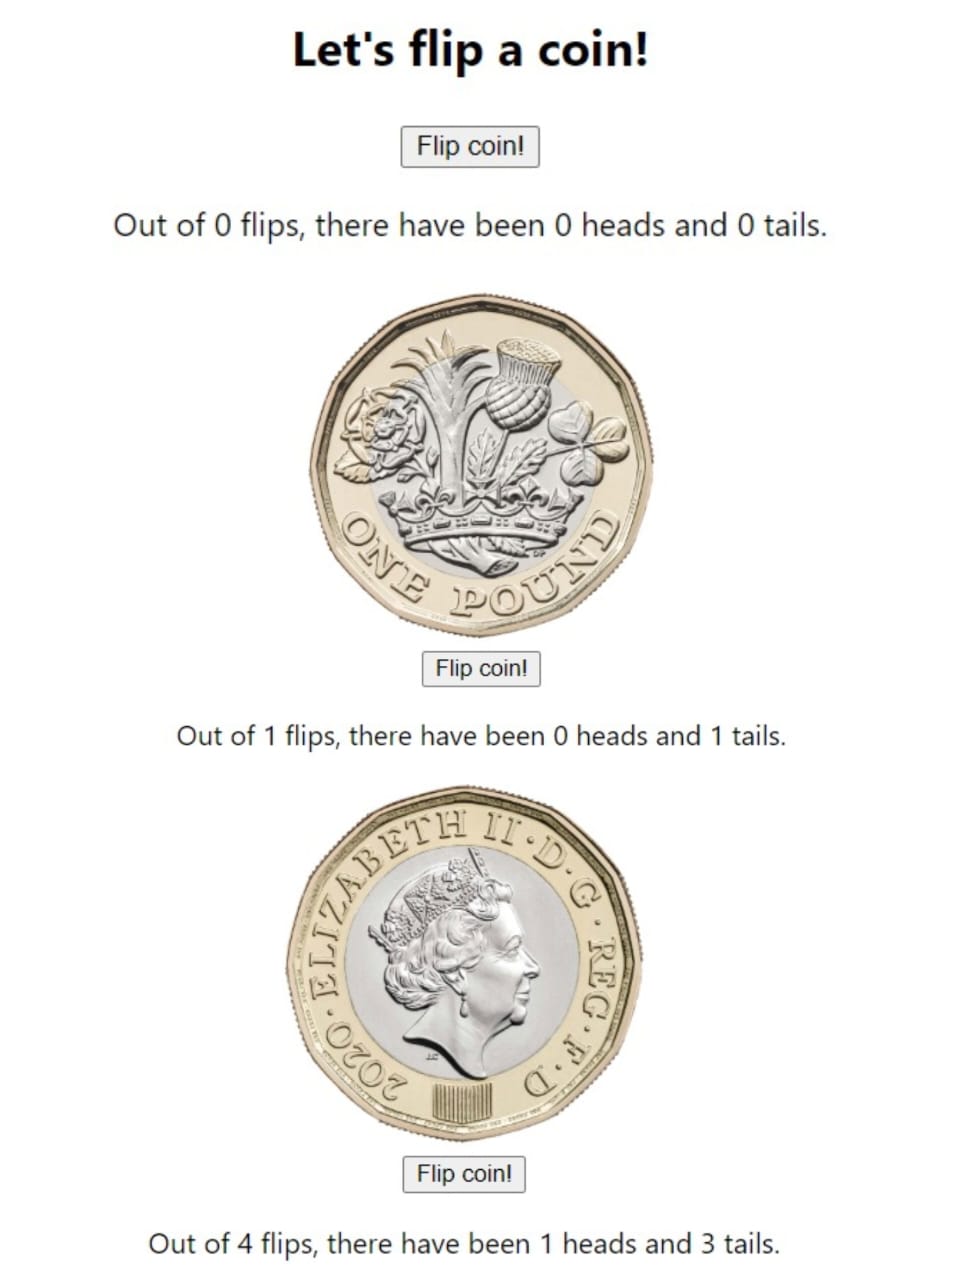 Let's flip a coin!
Flip coin!
Out of 0 flips, there have been 0 heads and 0 tails.
ONE POUND
Flip coin!
Out of 1 flips, there have been 0 heads and 1 tails.
2020·ELIZABETH II·D·G·REG·F·D
Flip coin!
Out of 4 flips, there have been 1 heads and 3 tails.